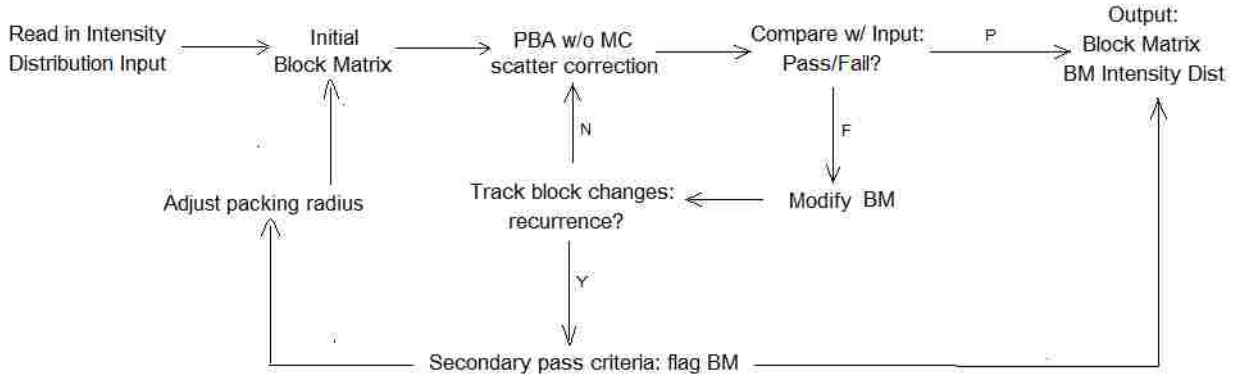 Read in Intensity
Distribution Input
Initial
Block Matrix
PBA w/o MC
scatter correction
Compare w/ Input:
Pass/Fail?
P
Output:
Block Matrix
BM Intensity Dist
N
F
Adjust packing radius
Track block changes:
recurrence?
Modify BM
Y
Secondary pass criteria: flag BM